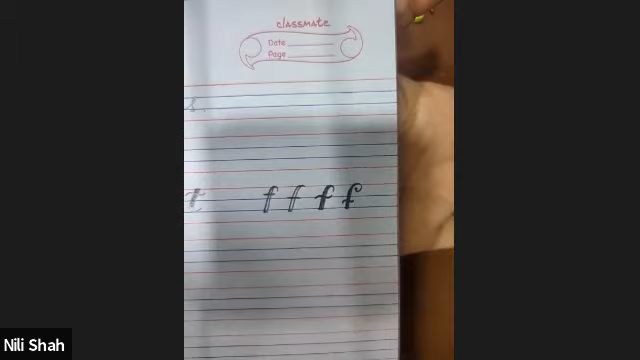 classmate
Date
Page
t f f f f
Nili Shah